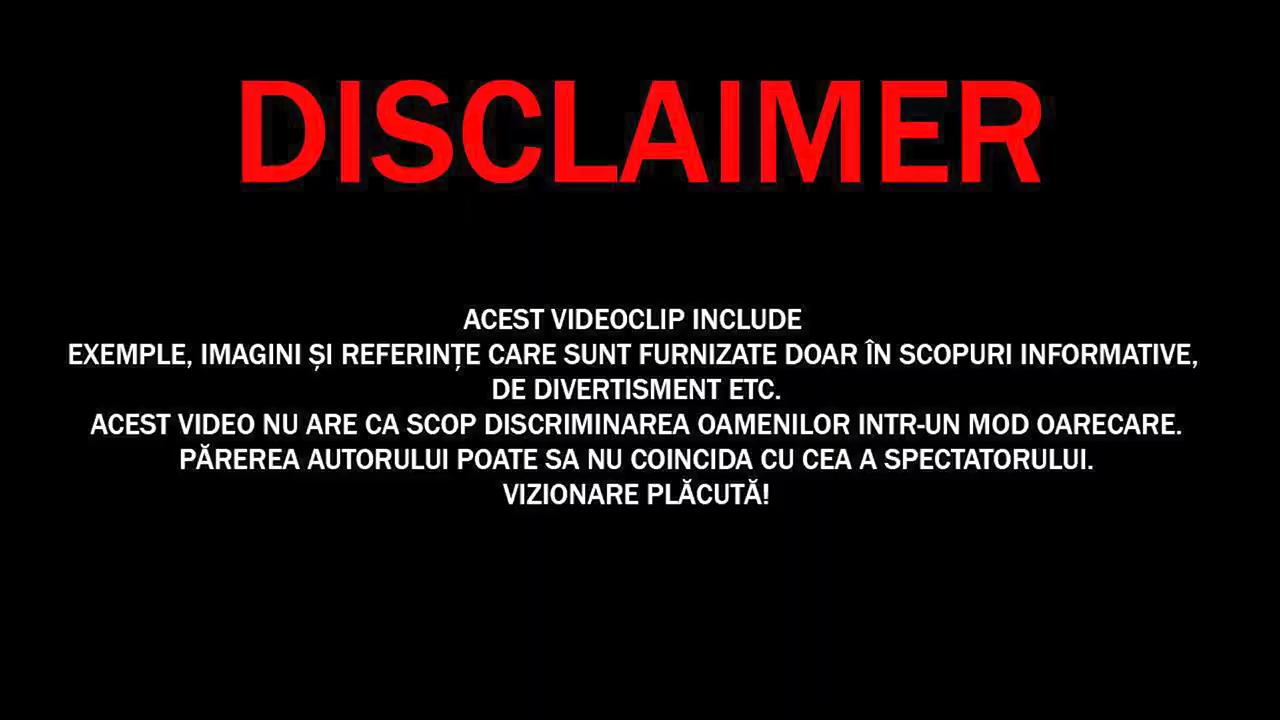 DISCLAIMER
ACEST VIDEOCLIP INCLUDE
EXEMPLE, IMAGINI ȘI REFERINȚE CARE SUNT FURNIZATE DOAR ÎN SCOPURI INFORMATIVE,
DE DIVERTISMENT ETC.
ACEST VIDEO NU ARE CA SCOP DISCRIMINAREA OAMENILOR INTR-UN MOD OARECARE.
PĂREREA AUTORULUI POATE SA NU COINCIDA CU CEA A SPECTATORULUI.
VIZIONARE PLĂCUTĂ!